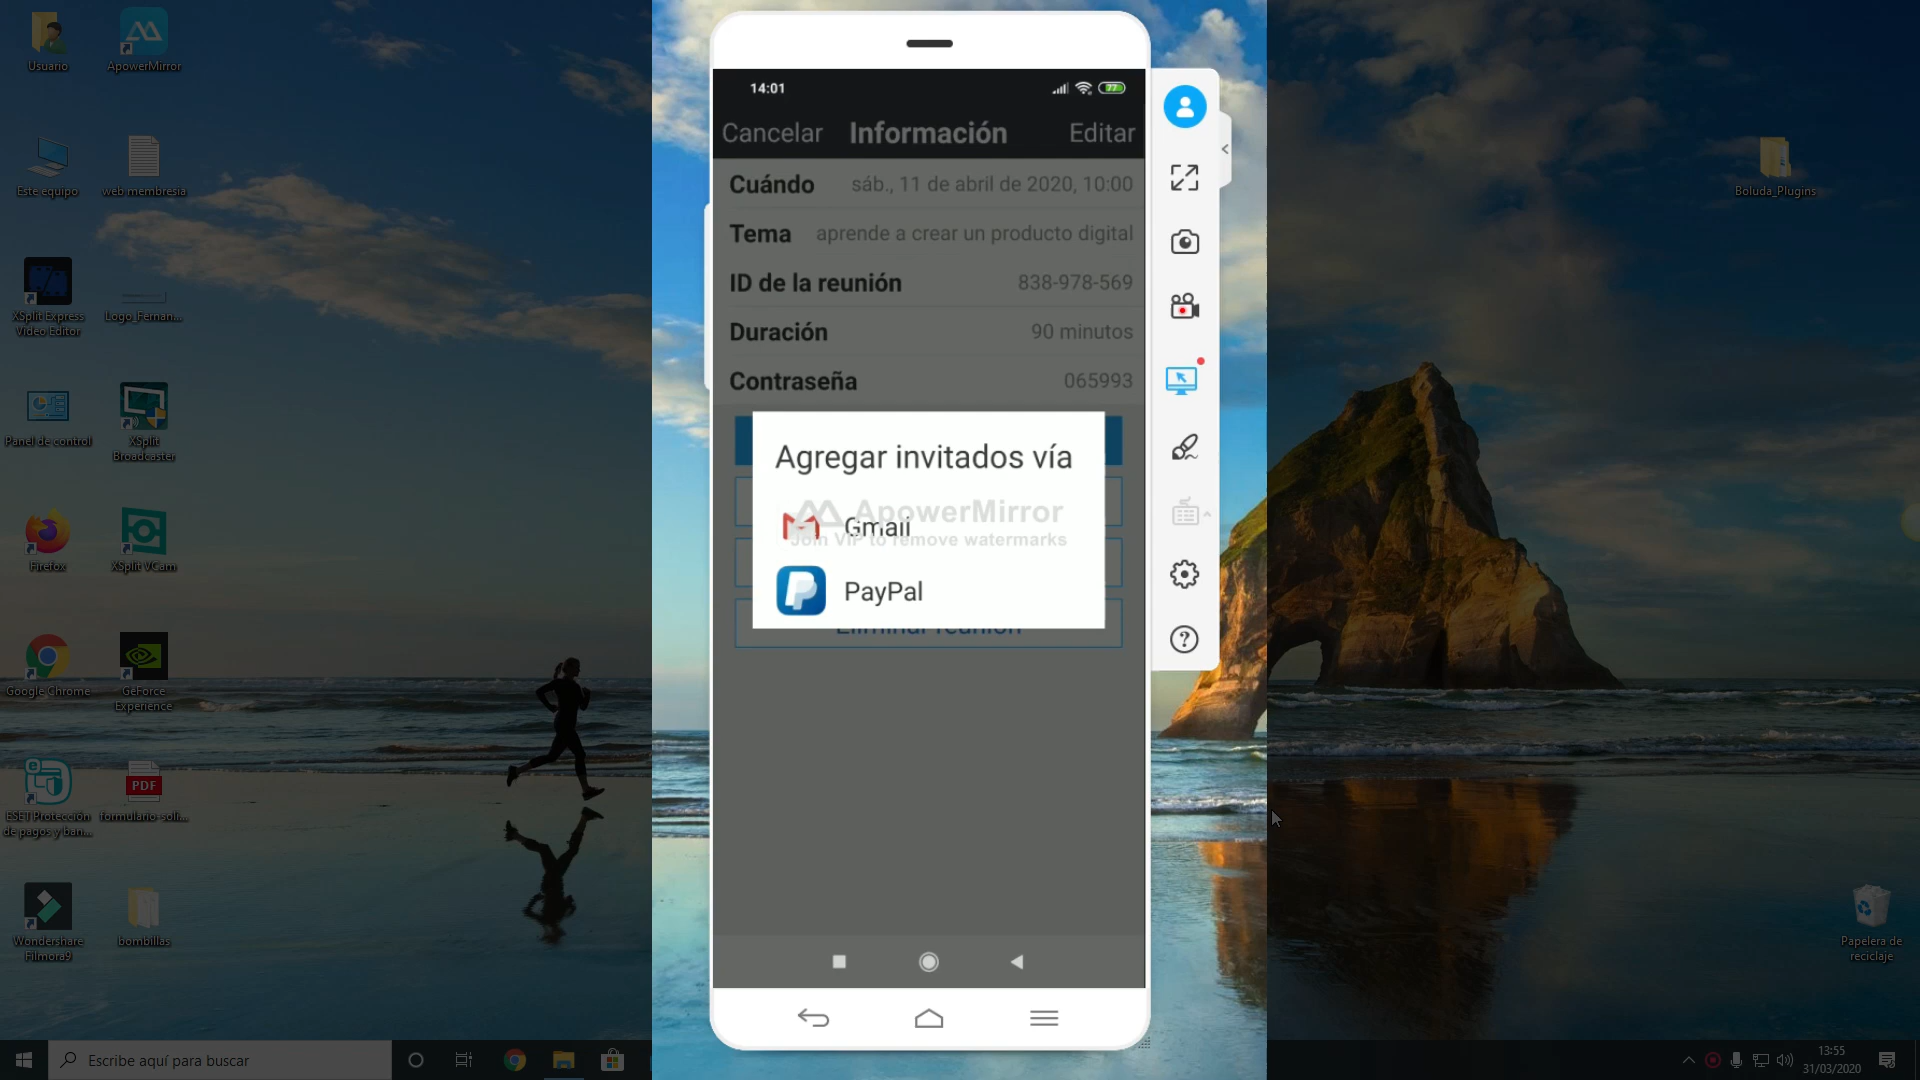 Usuario
ApowerMirror
Este equipo
web membresia
XSplit Express
Video Editor
Logo_Fernan...
Panel de control
XSplit
Broadcaster
Firefox
XSplit VCam
Google Chrome
GeForce
Experience
ESET Protección
de pagos y ban...
PDF
formulario-soli...
Wondershare
Filmora9
bombillas
14:01
77
Cancelar
Información
Editar
Cuándo
sáb., 11 de abril de 2020, 10:00
Tema
aprende a crear un producto digital
ID de la reunión
838-978-569
Duración
90 minutos
Contraseña
065993
Agregar invitados vía
ApowerMirror
Gmail
Join VIP to remove watermarks
PayPal
Eliminar reunión
Boluda_Plugins
Papelera de
reciclaje
Escribe aquí para buscar
13:55
31/03/2020